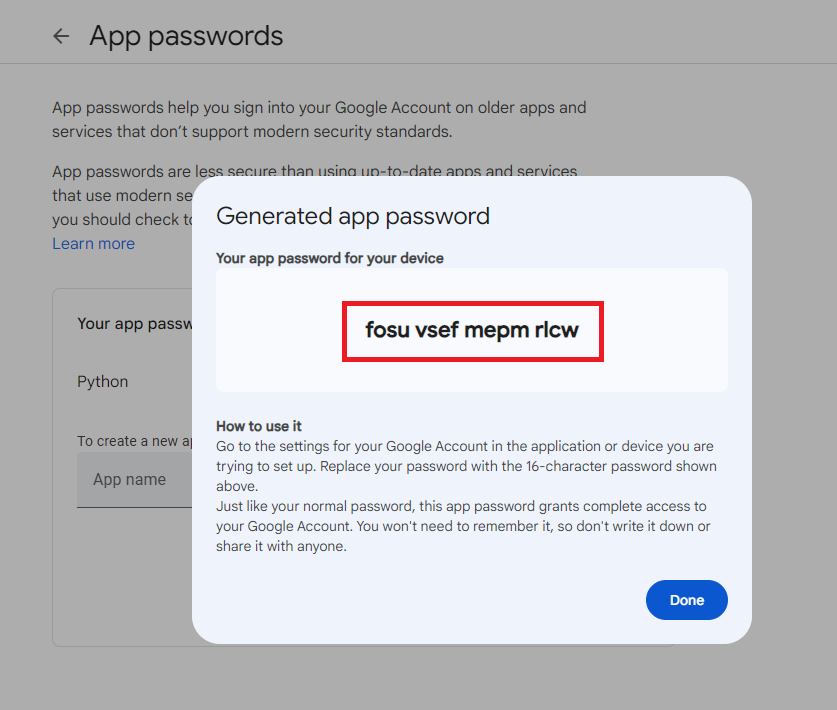 App passwords
App passwords help you sign into your Google Account on older apps and
services that don't support modern security standards.
App passwords are less secure than using up-to-date apps and services
that use modern se
you should check to
Learn more
Your app passw
Python
To create a new ap
App name
Generated app password
Your app password for your device
fosu vsef mepm rlcw
How to use it
Go to the settings for your Google Account in the application or device you are
trying to set up. Replace your password with the 16-character password shown
above.
Just like your normal password, this app password grants complete access to
your Google Account. You won't need to remember it, so don't write it down or
share it with anyone.
Done